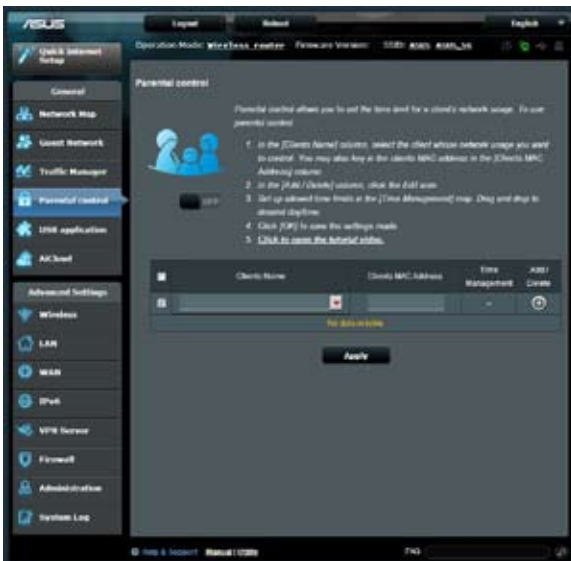 ASUS
Logout
Reboot
English
Quick Internet Setup
Operation Mode: Wireless router Firmware Version: SSID: ASUS ASUS_5G
General
Network Map
Guest Network
Traffic Manager
Parental control
USB application
AiCloud
Advanced Settings
Wireless
LAN
WAN
IPv6
VPN Server
Firewall
Administration
System Log
Parental control
Parental control allows you to set the time limit for a client's network usage. To use
parental control
1. In the [Clients Name] column, select the client whose network usage you want
to control. You may also key in the clients MAC address in the [Clients MAC
Address] column
2. In the [Add / Delete] column, click the Edit icon
3. Set up allowed time limits in the [Time Management] map. Drag and drop to
desired day/time
4. Click [OK] to save the settings made
5. Click to open the tutorial video.
OFF
Clients Name
Clients MAC Address
Time Management
Add / Delete
No data in table
Apply
Help & Support Manual | Utility
FAQ